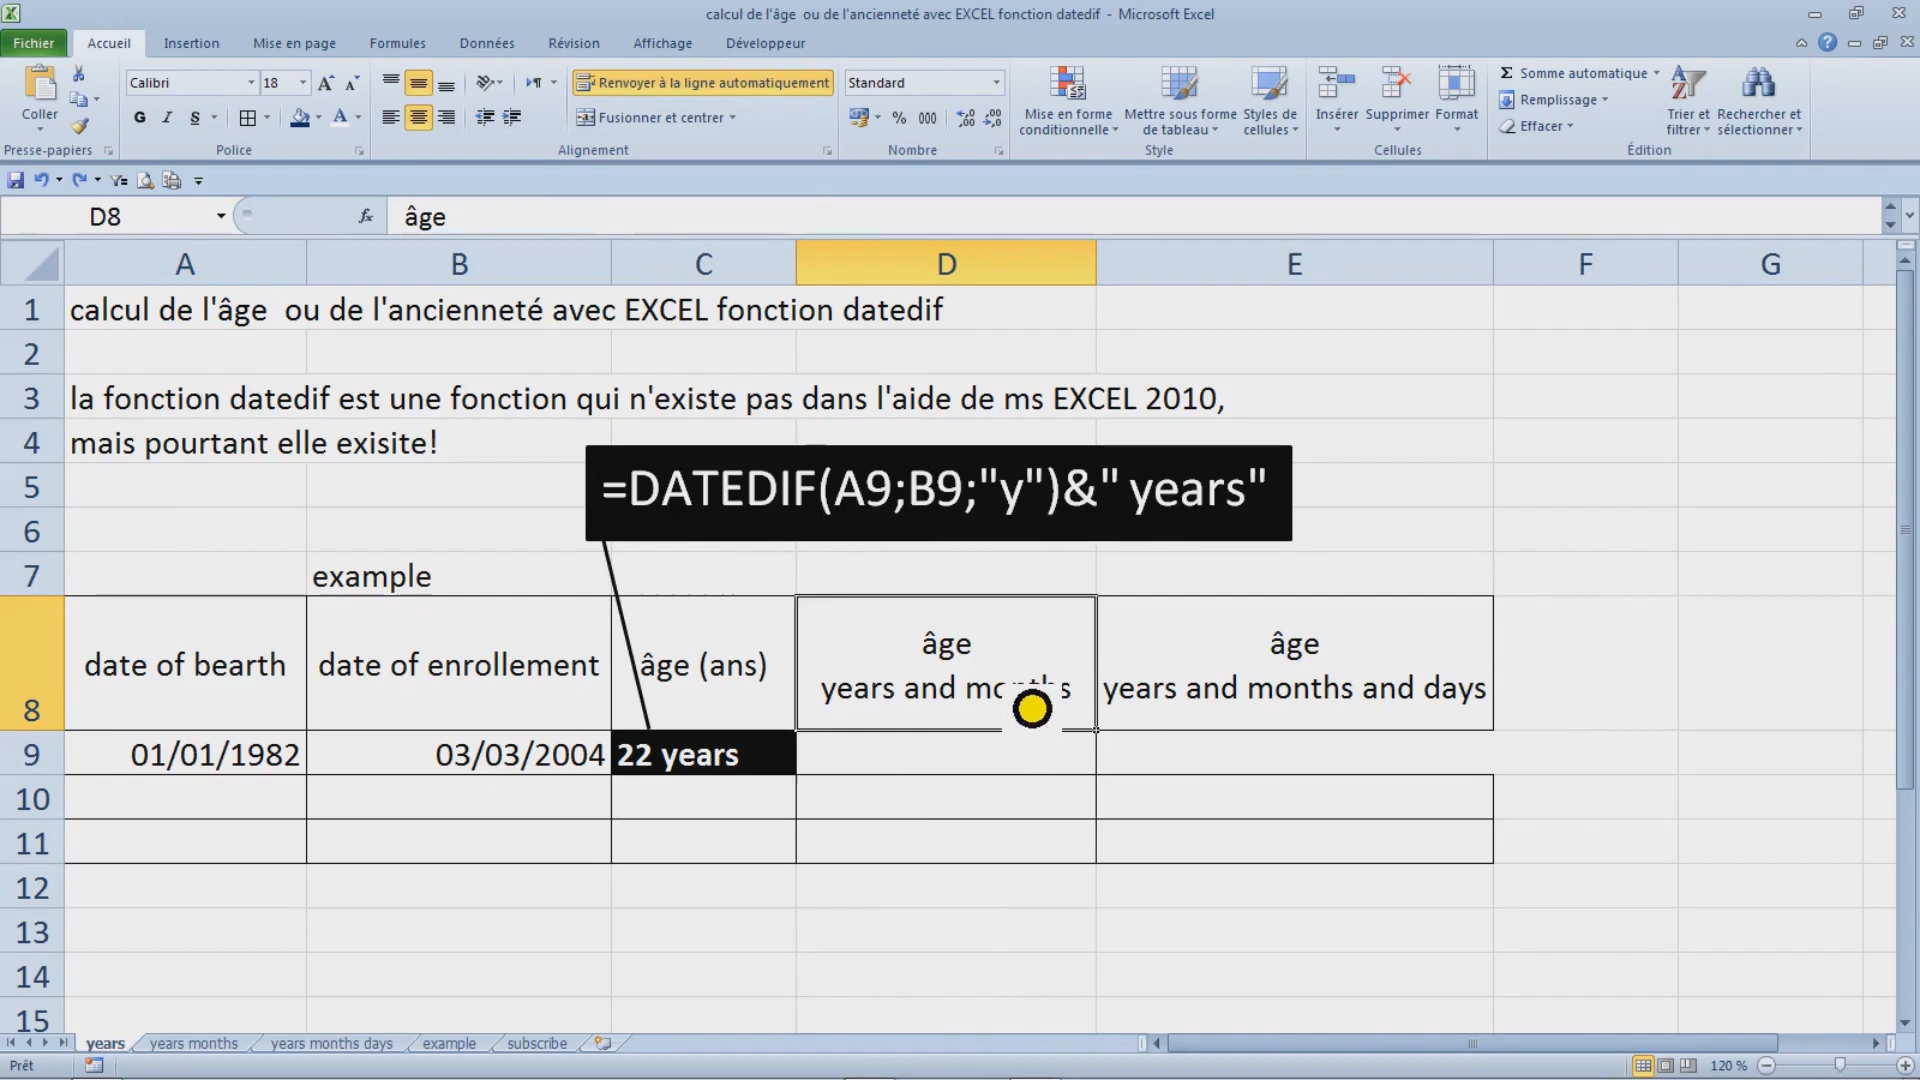 calcul de l'âge  ou de l'ancienneté avec EXCEL fonction datedif  -  Microsoft Excel
Fichier Accueil Insertion Mise en page Formules Données Révision Affichage Développeur
Coller
Presse-papiers
Calibri 18
G I S
Police
Renvoyer à la ligne automatiquement
Fusionner et centrer
Alignement
Standard
% 000
Nombre
Mise en forme conditionnelle
Mettre sous forme de tableau
Styles de cellules
Style
Insérer Supprimer Format
Cellules
Somme automatique
Remplissage
Effacer
Trier et filtrer
Rechercher et sélectionner
Édition
D8 fx âge
A B C D E F G
1 calcul de l'âge  ou de l'ancienneté avec EXCEL fonction datedif
2
3 la fonction datedif est une fonction qui n'existe pas dans l'aide de ms EXCEL 2010,
4 mais pourtant elle exisite!
=DATEDIF(A9;B9;"y")&" years"
5
6
7 example
8 date of bearth date of enrollement âge (ans) âge years and months âge years and months and days
9 01/01/1982 03/03/2004 22 years
10
11
12
13
14
15
years years months years months days example subscribe
Prêt 120 %